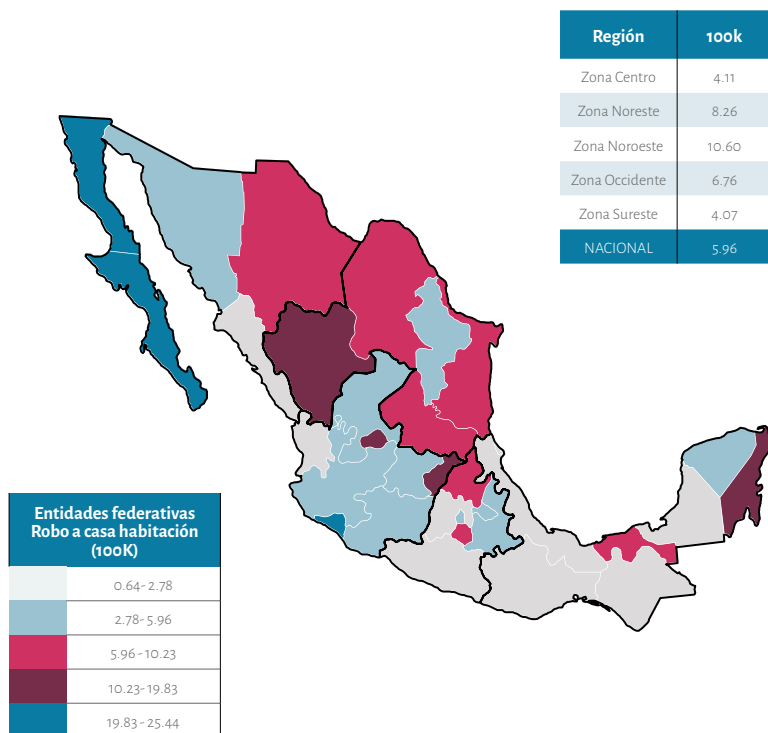 Región 100k
Zona Centro 4.11
Zona Noreste 8.26
Zona Noroeste 10.60
Zona Occidente 6.76
Zona Sureste 4.07
NACIONAL 5.96
Entidades federativas
Robo a casa habitación
(100K)
0.64- 2.78
2.78- 5.96
5.96 - 10.23
10.23- 19.83
19.83 - 25.44